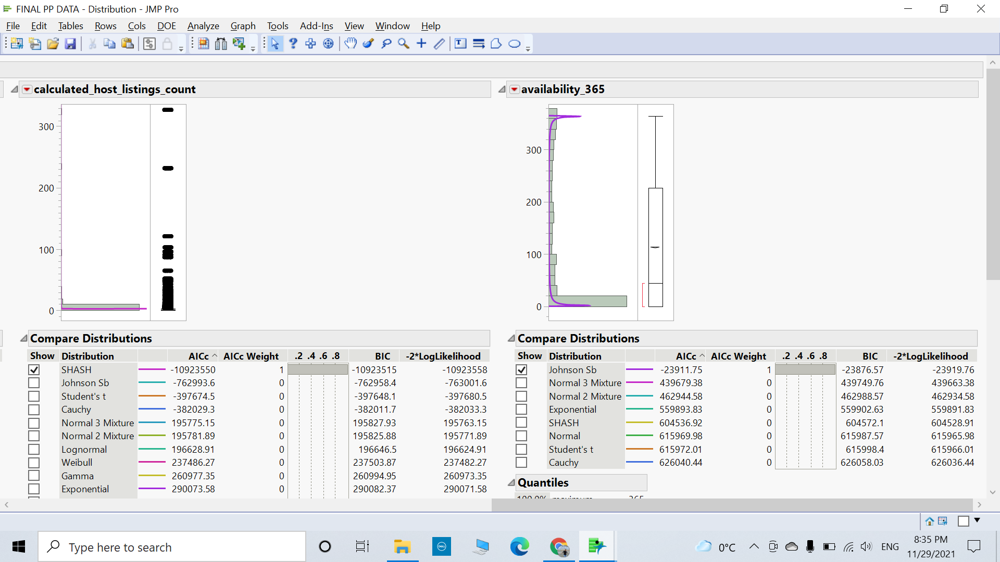 FINAL PP DATA - Distribution - JMP Pro
File Edit Tables Rows Cols DOE Analyze Graph Tools Add-Ins View Window Help
calculated_host_listings_count
300
200
100
0
Compare Distributions
Show Distribution AICc AICc Weight .2 .4 .6 .8 BIC -2*LogLikelihood
SHASH -10923550 1 -10923515 -10923558
Johnson Sb -762993.6 0 -762958.4 -763001.6
Student's t -397674.5 0 -397648.1 -397680.5
Cauchy -382029.3 0 -382011.7 -382033.3
Normal 3 Mixture 195775.15 0 195827.93 195763.15
Normal 2 Mixture 195781.89 0 195825.88 195771.89
Lognormal 196628.91 0 196646.5 196624.91
Weibull 237486.27 0 237503.87 237482.27
Gamma 260977.35 0 260994.95 260973.35
Exponential 290073.58 0 290082.37 290071.58
availability_365
300
200
100
0
Compare Distributions
Show Distribution AICc AICc Weight .2 .4 .6 .8 BIC -2*LogLikelihood
Johnson Sb -23911.75 1 -23876.57 -23919.76
Normal 3 Mixture 439679.38 0 439749.76 439663.38
Normal 2 Mixture 462944.58 0 462988.57 462934.58
Exponential 559893.83 0 559902.63 559891.83
SHASH 604536.92 0 604572.1 604528.91
Normal 615969.98 0 615987.57 615965.98
Student's t 615972.01 0 615998.4 615966.01
Cauchy 626040.44 0 626058.03 626036.44
Quantiles
100.0% maximum 365
Type here to search
DELL
0°C
ENG
8:35 PM
11/29/2021